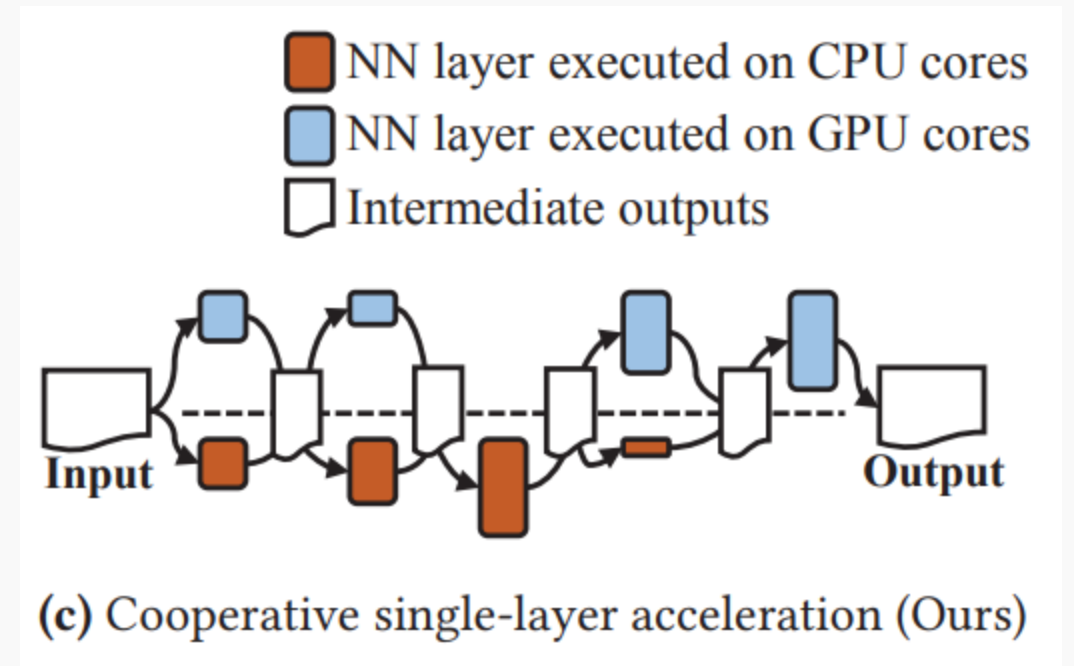 NN layer executed on CPU cores
NN layer executed on GPU cores
Intermediate outputs
Input
Output
(c) Cooperative single-layer acceleration (Ours)